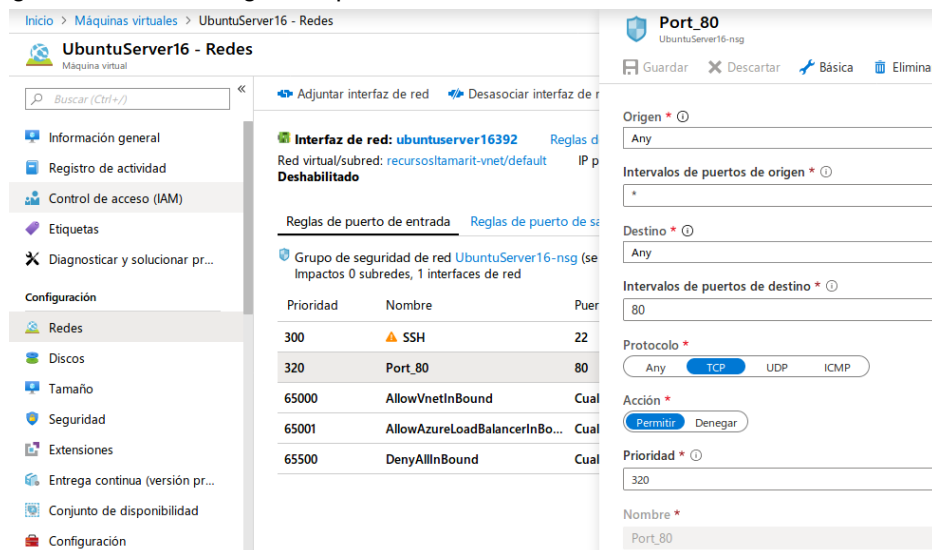 Inicio > Máquinas virtuales > UbuntuServer16 - Redes
UbuntuServer16 - Redes
Máquina virtual
Buscar (Ctrl+/)
«
Información general
Registro de actividad
Control de acceso (IAM)
Etiquetas
Diagnosticar y solucionar pr...
Configuración
Redes
Discos
Tamaño
Seguridad
Extensiones
Entrega continua (versión pr...
Conjunto de disponibilidad
Configuración
Adjuntar interfaz de red Desasociar interfaz de r
Interfaz de red: ubuntuserver16392 Reglas d
Red virtual/subred: recursosltamarit-vnet/default IP p
Deshabilitado
Reglas de puerto de entrada Reglas de puerto de sa
Grupo de seguridad de red UbuntuServer16-nsg (se
Impactos 0 subredes, 1 interfaces de red
Prioridad Nombre Puer
300 SSH 22
320 Port_80 80
65000 AllowVnetInBound Cual
65001 AllowAzureLoadBalancerInBo... Cual
65500 DenyAllInBound Cual
Port_80
UbuntuServer16-nsg
Guardar Descartar Básica Elimina
Origen *
Any
Intervalos de puertos de origen *
*
Destino *
Any
Intervalos de puertos de destino *
80
Protocolo *
Any TCP UDP ICMP
Acción *
Permitir Denegar
Prioridad *
320
Nombre *
Port_80